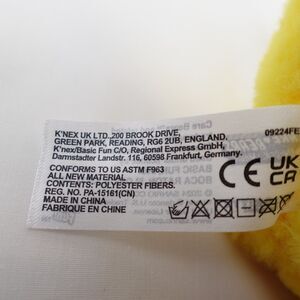 K'NEX UK LTD.,200 BROOK DRIVE,
GREEN PARK, READING, RG6 2UB, ENGLAND.
K'nex/Basic Fun C/O, Regional Express GmbH,
Darmstadter Landstr. 116, 60598 Frankfurt, Germany.
09224FE
CONFORMS TO US ASTM F963
ALL NEW MATERIAL
CONTENTS: POLYESTER FIBERS.
REG. NO. PA-15161(CN)
MADE IN CHINA
FABRIQUÉ EN CHINE
CE
UK
CA